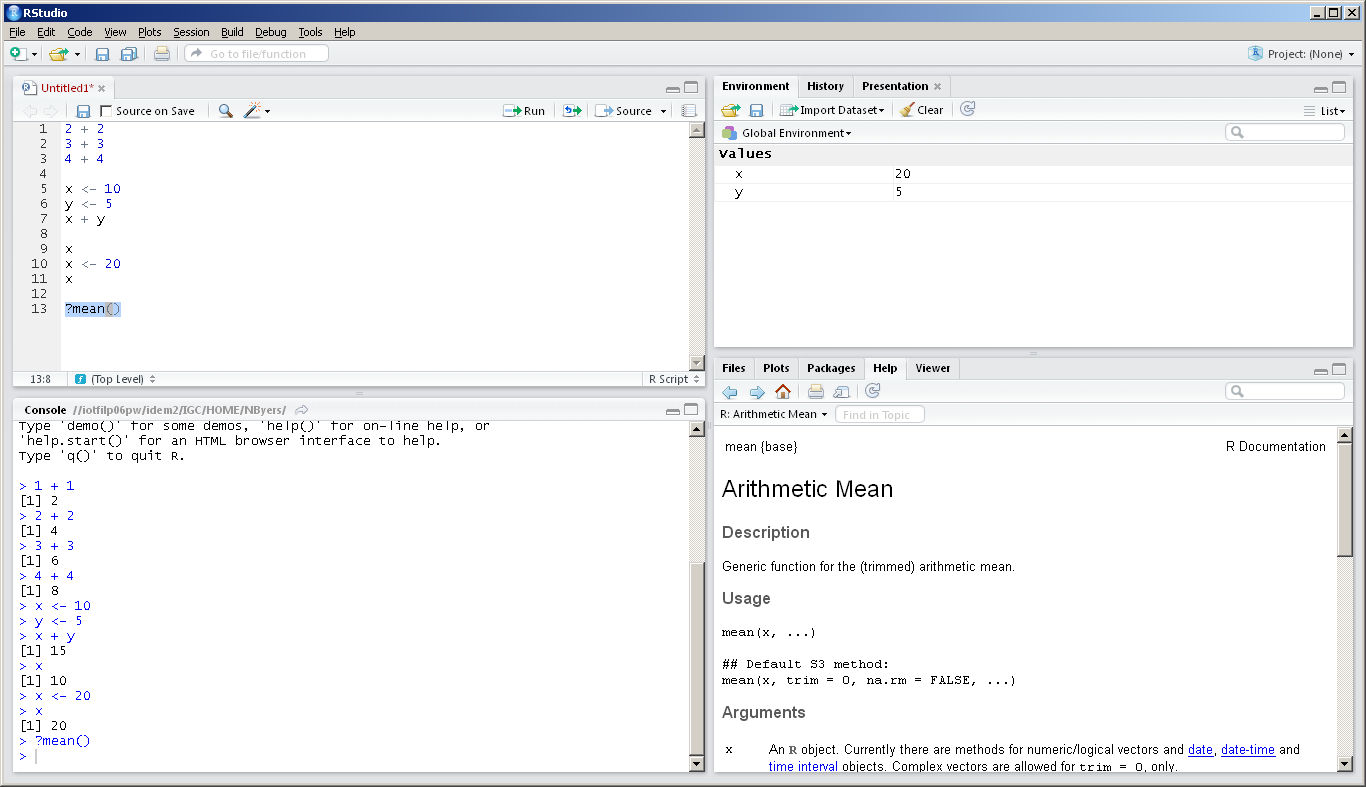 RStudio
File Edit Code View Plots Session Build Debug Tools Help
Go to file/function
Project: (None)
Untitled1*
Source on Save
Run
Source
1 2 + 2
2 3 + 3
3 4 + 4
4
5 x <- 10
6 y <- 5
7 x + y
8
9 x
10 x <- 20
11 x
12
13 ?mean()
13:8
(Top Level)
R Script
Console //iotfilp06pw/idem2/IGC/HOME/NByers/
Type 'demo()' for some demos, 'help()' for on-line help, or
'help.start()' for an HTML browser interface to help.
Type 'q()' to quit R.
> 1 + 1
[1] 2
> 2 + 2
[1] 4
> 3 + 3
[1] 6
> 4 + 4
[1] 8
> x <- 10
> y <- 5
> x + y
[1] 15
> x
[1] 10
> x <- 20
> x
[1] 20
> ?mean()
>
Environment History Presentation
Import Dataset Clear
List
Global Environment
Values
x 20
y 5
Files Plots Packages Help Viewer
R: Arithmetic Mean
Find in Topic
mean {base} R Documentation
Arithmetic Mean
Description
Generic function for the (trimmed) arithmetic mean.
Usage
mean(x, ...)
## Default S3 method:
mean(x, trim = 0, na.rm = FALSE, ...)
Arguments
x An R object. Currently there are methods for numeric/logical vectors and date, date-time and
time interval objects. Complex vectors are allowed for trim = 0, only.